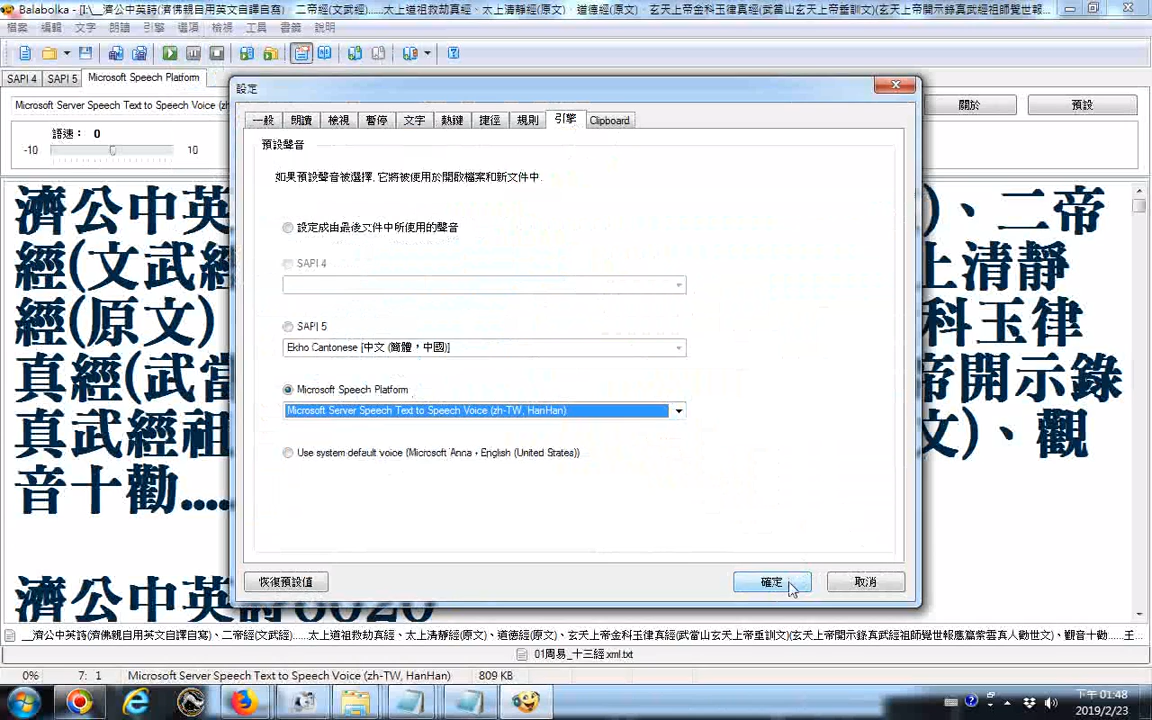 Balabolka - [I:\__濟公中英詩(濟佛親自用英文自譯自寫)、二帝經(文武經).....太上道祖救劫真經、太上清靜經(原文)、道德經(原文)、玄天上帝金科玉律真經(武當山玄天上帝垂訓文)(玄天上帝開示錄真武經祖師覺世報...
檔案 編輯 文字 朗讀 引擎 選項 檢視 工具 書籤 說明
SAPI 4 SAPI 5 Microsoft Speech Platform
Microsoft Server Speech Text to Speech Voice (zh-
關於 預設
語速： 0
-10 10
設定
一般 朗讀 檢視 暫停 文字 熱鍵 捷徑 規則 引擎 Clipboard
預設聲音
如果預設聲音被選擇, 它將被使用於開啟檔案和新文件中.
設定成由最後文件中所使用的聲音
SAPI 4
SAPI 5
Ekho Cantonese [中文 (簡體，中國)]
Microsoft Speech Platform
Microsoft Server Speech Text to Speech Voice (zh-TW, HanHan)
Use system default voice (Microsoft Anna，English (United States))
恢復預設値 確定 取消
濟公中英 )、二帝
經(文武經 上清靜
經(原文) 科玉律
真經(武當 帝開示錄
真武經祖 文)、觀
音十勸....
濟公中英詩0020
__濟公中英詩(濟佛親自用英文自譯自寫)、二帝經(文武經).....太上道祖救劫真經、太上清靜經(原文)、道德經(原文)、玄天上帝金科玉律真經(武當山玄天上帝垂訓文)(玄天上帝開示錄真武經祖師覺世報應篇紫雲真人勸世文)、觀音十勸.....王...
01周易_十三經.xml.txt
0% 7: 1 Microsoft Server Speech Text to Speech Voice (zh-TW, HanHan) 809 KB
下午 01:48
2019/2/23